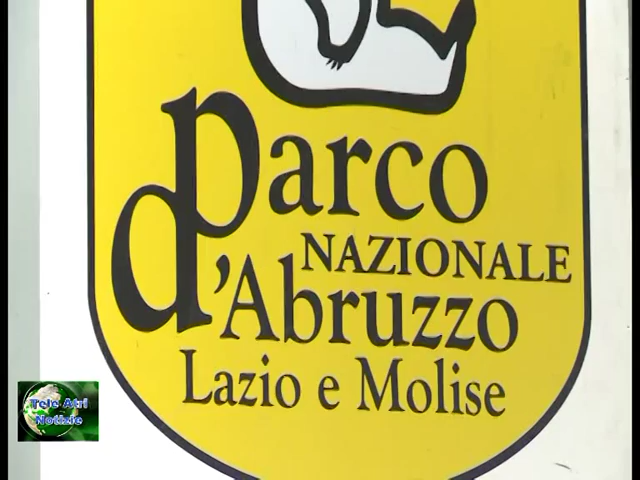 Parco
NAZIONALE
d'Abruzzo
Lazio e Molise
Tele Atri
Notizie